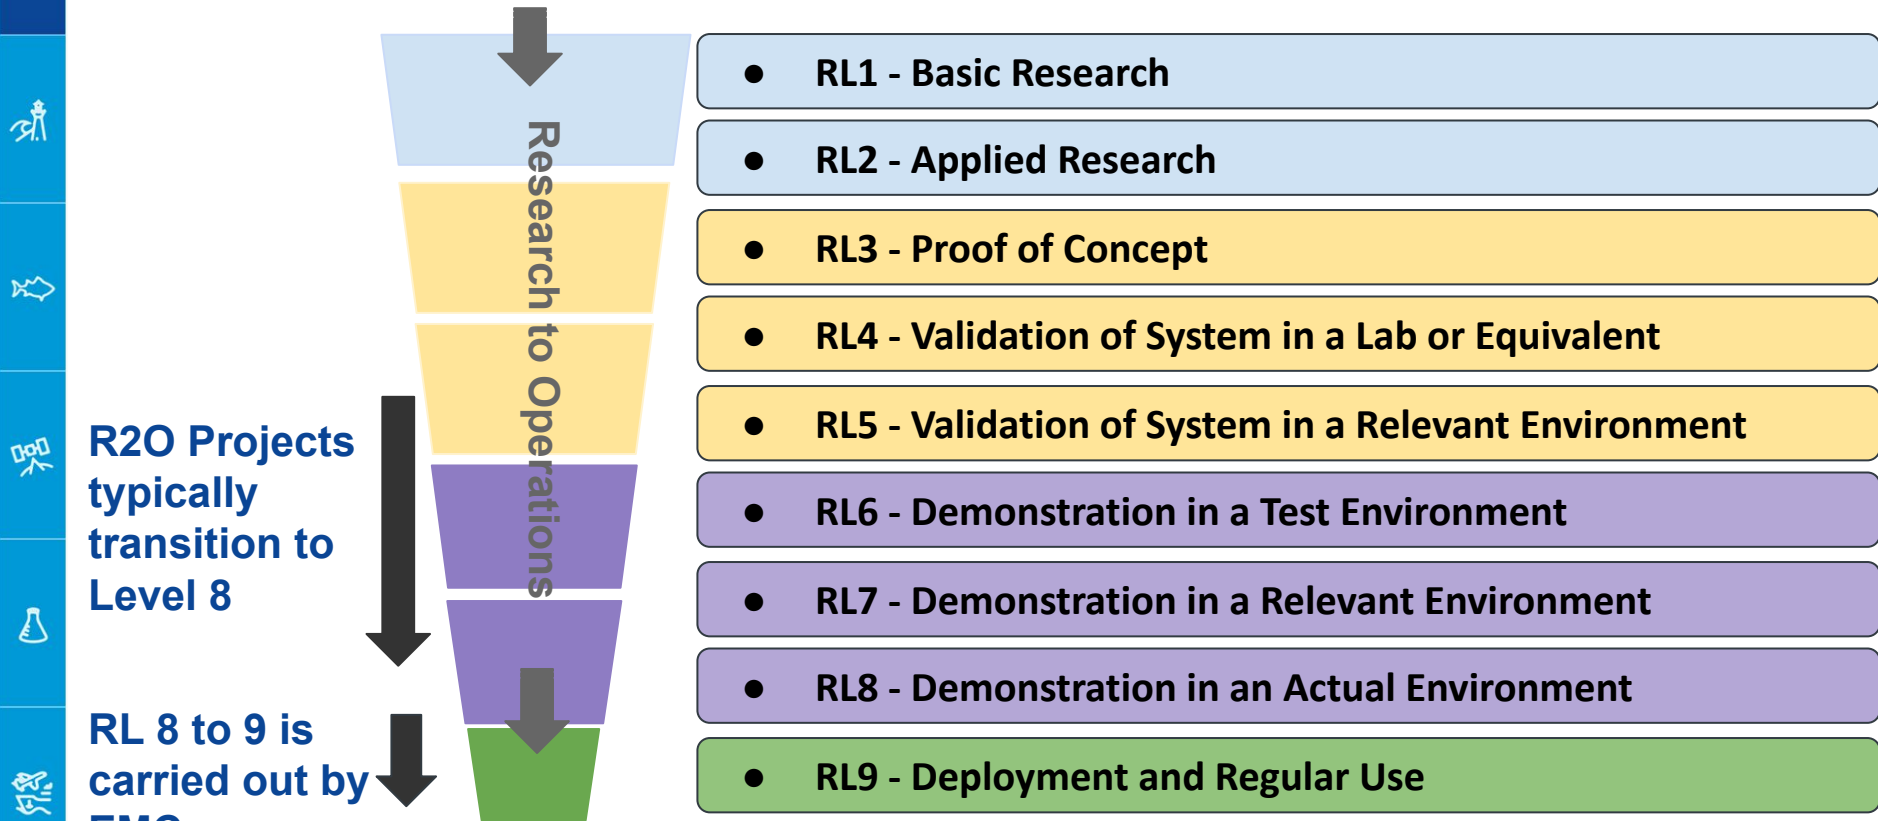 Research to Operations
● RL1 - Basic Research
● RL2 - Applied Research
● RL3 - Proof of Concept
● RL4 - Validation of System in a Lab or Equivalent
● RL5 - Validation of System in a Relevant Environment
● RL6 - Demonstration in a Test Environment
● RL7 - Demonstration in a Relevant Environment
● RL8 - Demonstration in an Actual Environment
● RL9 - Deployment and Regular Use
R2O Projects
typically
transition to
Level 8
RL 8 to 9 is
carried out by